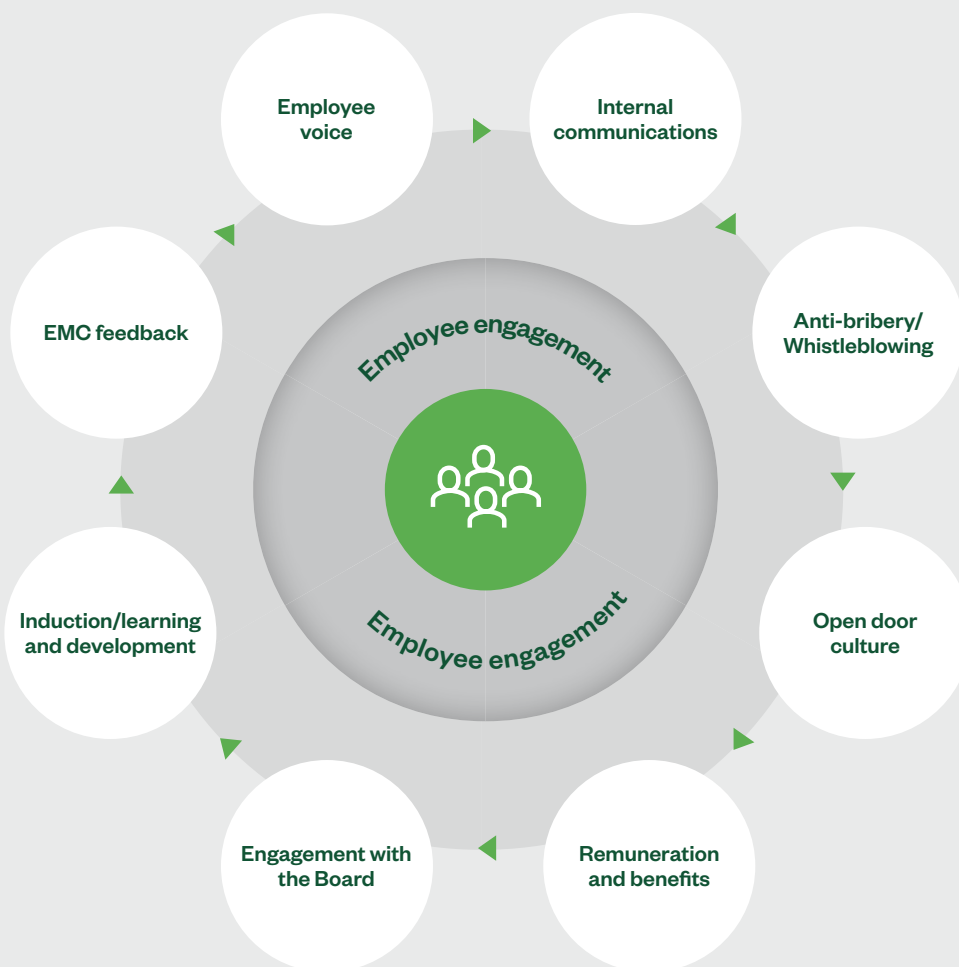 Employee
voice
Internal
communications
EMC feedback
Anti-bribery/
Whistleblowing
Employee engagement
Employee engagement
Induction/learning
and development
Open door
culture
Engagement with
the Board
Remuneration
and benefits